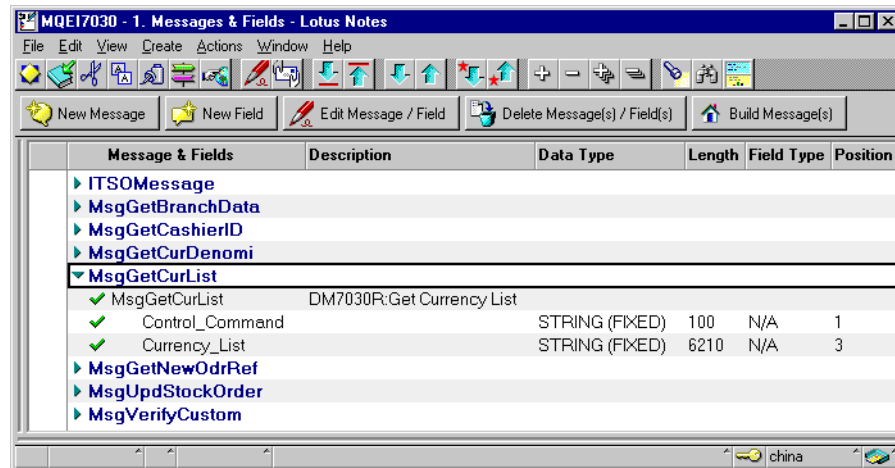 MQEI7030 - 1. Messages & Fields - Lotus Notes
File Edit View Create Actions Window Help
New Message New Field Edit Message / Field Delete Message(s) / Field(s) Build Message(s)
Message & Fields Description Data Type Length Field Type Position
ITSOMessage
MsgGetBranchData
MsgGetCashierID
MsgGetCurDenomi
MsgGetCurList
MsgGetCurList DM7030R:Get Currency List
Control_Command STRING (FIXED) 100 N/A 1
Currency_List STRING (FIXED) 6210 N/A 3
MsgGetNewOdrRef
MsgUpdStockOrder
MsgVerifyCustom
china